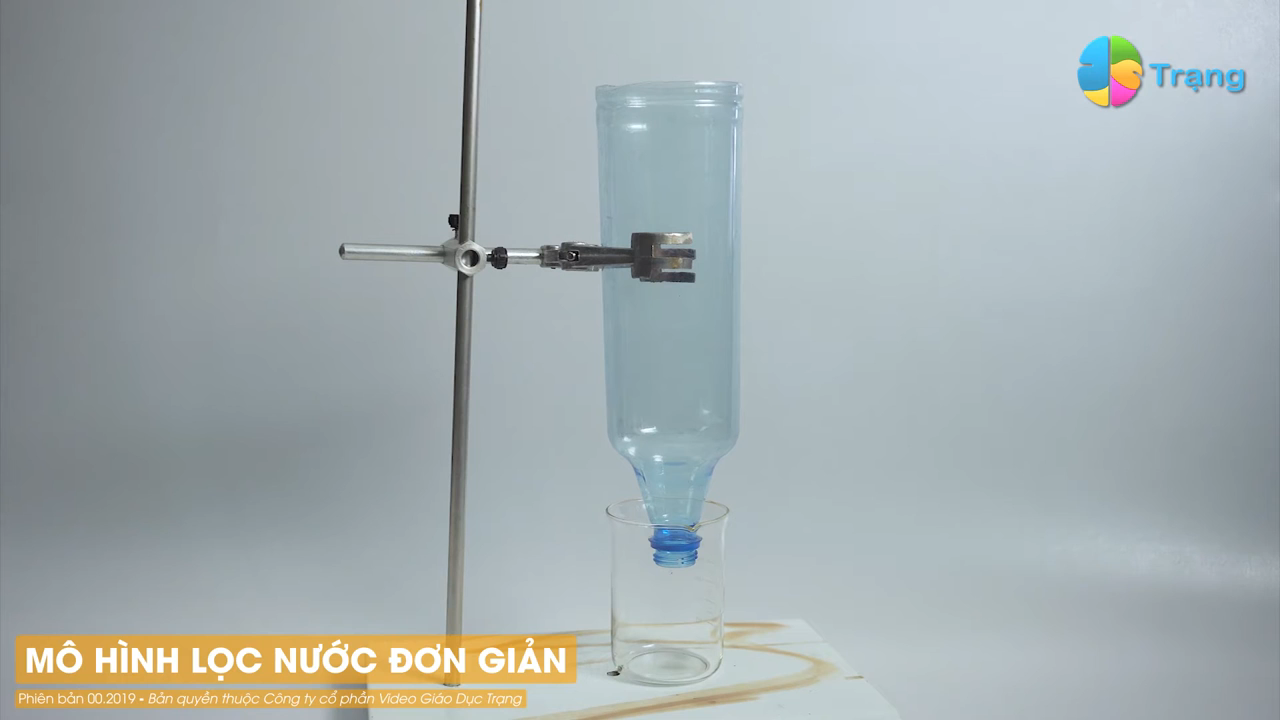 Trạng
MÔ HÌNH LỌC NƯỚC ĐƠN GIẢN
Phiên bản 00.2019 - Bản quyền thuộc Công ty cổ phần Video Giáo Dục Trạng